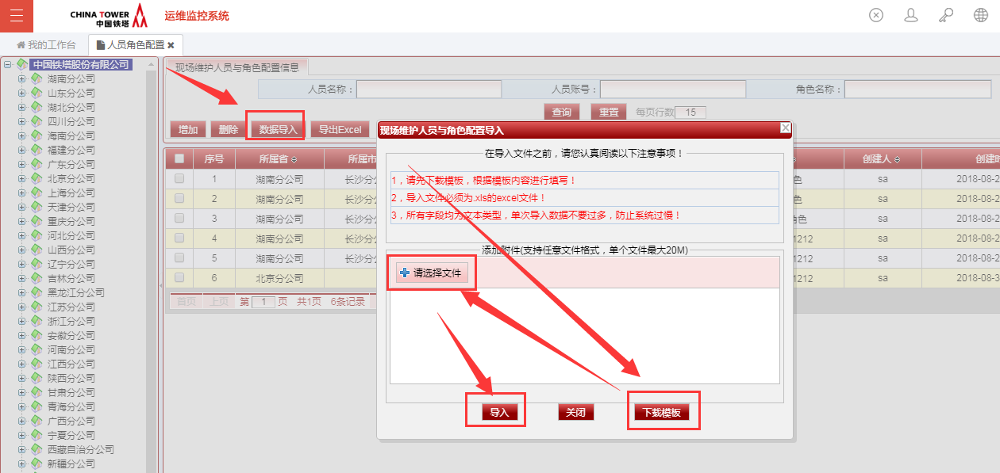 CHINA TOWER
中国铁塔
运维监控系统
我的工作台
人员角色配置
中国铁塔股份有限公司
湖南分公司
山东分公司
湖北分公司
四川分公司
海南分公司
福建分公司
广东分公司
北京分公司
上海分公司
天津分公司
重庆分公司
河北分公司
山西分公司
辽宁分公司
吉林分公司
黑龙江分公司
江苏分公司
浙江分公司
安徽分公司
河南分公司
江西分公司
陕西分公司
甘肃分公司
青海分公司
广西分公司
宁夏分公司
西藏自治分公司
新疆分公司
现场维护人员与角色配置信息
人员名称： 人员账号： 角色名称：
查询 重置 每页行数 15
增加 删除 数据导入 导出Excel
序号 所属省 所属市 创建人 创建时
1 湖南分公司 长沙分 色 sa 2018-08-2
2 湖南分公司 长沙分 色 sa 2018-08-2
3 湖南分公司 长沙分 角色 sa 2018-08-2
4 湖南分公司 长沙分 1212 sa 2018-08-2
5 湖南分公司 长沙分 1212 sa 2018-08-2
6 北京分公司 1212 sa 2018-08-3
首页 上页 第 1 页 共1页 6条记录
现场维护人员与角色配置导入
在导入文件之前，请您认真阅读以下注意事项！
1，请先下载模板，根据模板内容进行填写！
2，导入文件必须为.xls的excel文件！
3，所有字段均为文本类型，单次导入数据不要过多，防止系统过慢！
添加附件(支持任意文件格式，单个文件最大20M)
请选择文件
导入 关闭 下载模板